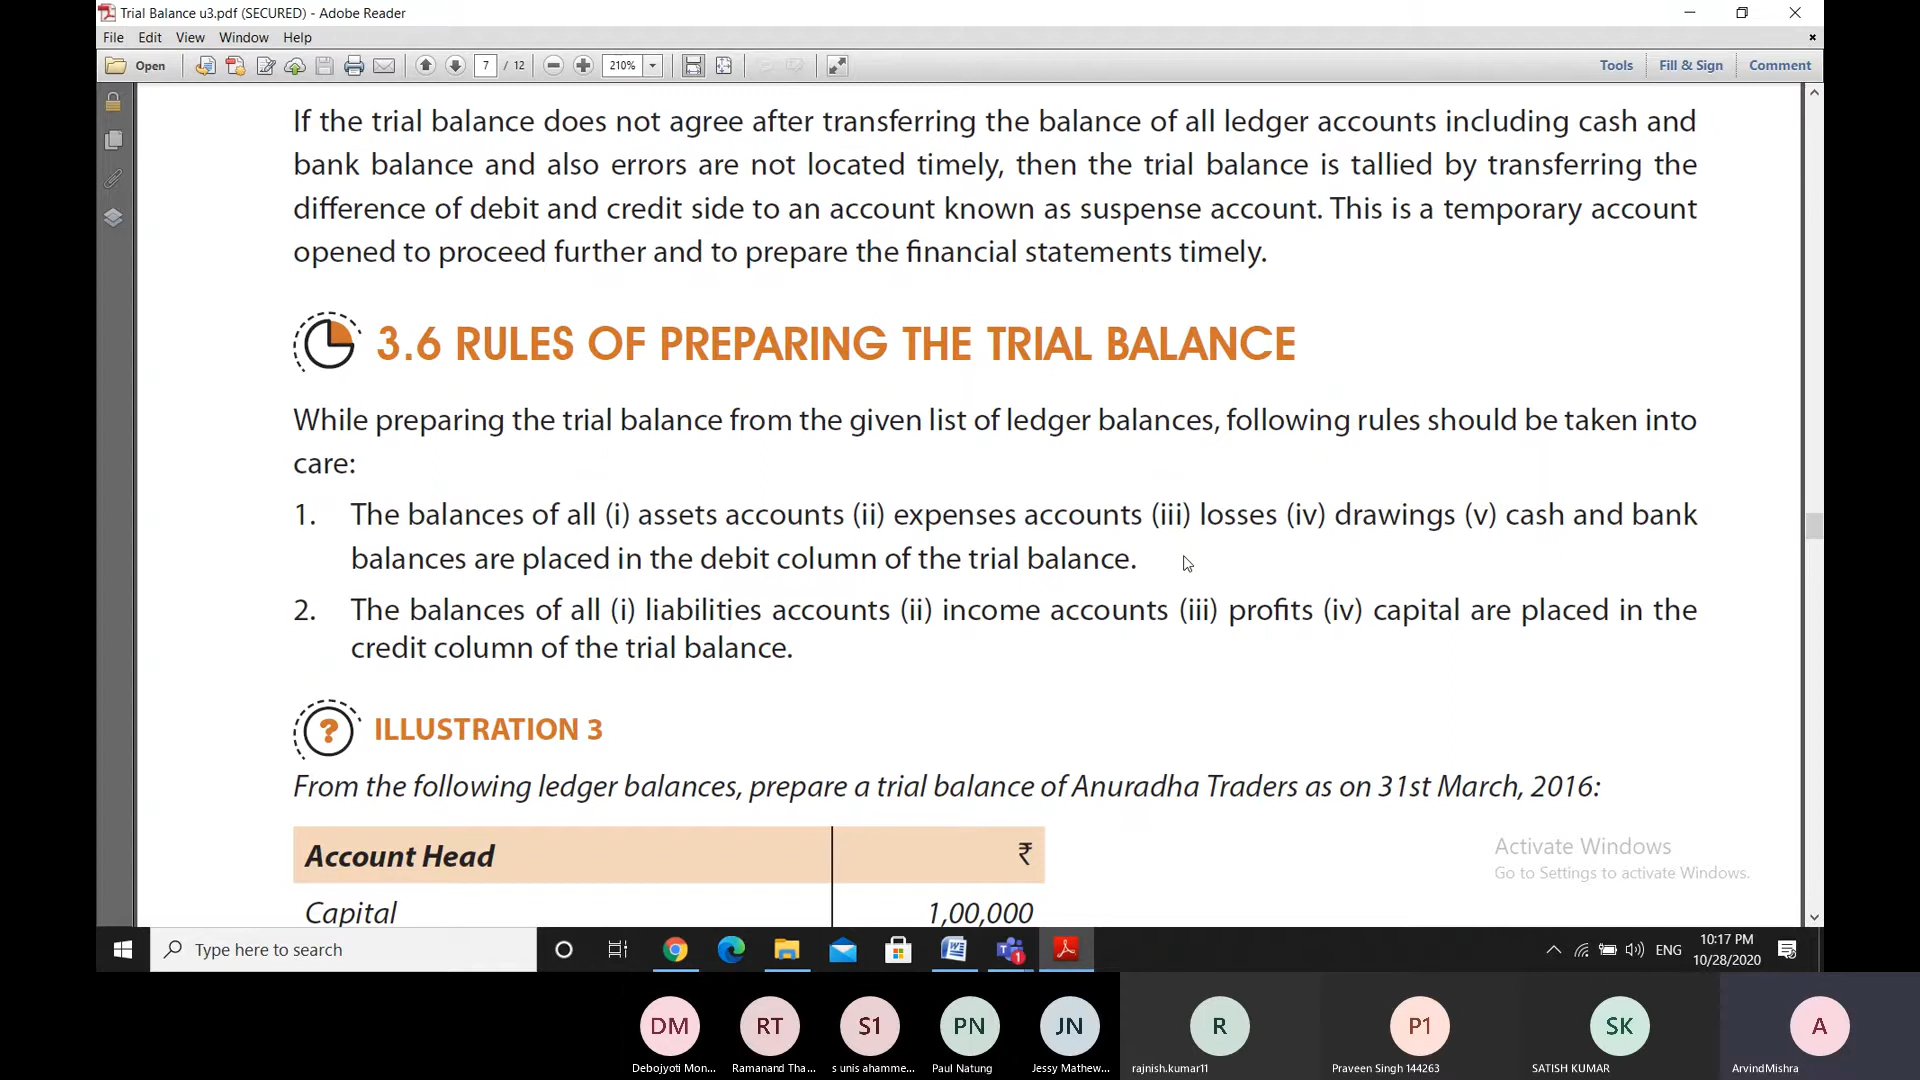 Trial Balance u3.pdf (SECURED) - Adobe Reader
File Edit View Window Help
Open 7 / 12 210% Tools Fill & Sign Comment
If the trial balance does not agree after transferring the balance of all ledger accounts including cash and
bank balance and also errors are not located timely, then the trial balance is tallied by transferring the
difference of debit and credit side to an account known as suspense account. This is a temporary account
opened to proceed further and to prepare the financial statements timely.
3.6 RULES OF PREPARING THE TRIAL BALANCE
While preparing the trial balance from the given list of ledger balances, following rules should be taken into
care:
1. The balances of all (i) assets accounts (ii) expenses accounts (iii) losses (iv) drawings (v) cash and bank
balances are placed in the debit column of the trial balance.
2. The balances of all (i) liabilities accounts (ii) income accounts (iii) profits (iv) capital are placed in the
credit column of the trial balance.
? ILLUSTRATION 3
From the following ledger balances, prepare a trial balance of Anuradha Traders as on 31st March, 2016:
Account Head ₹
Capital 1,00,000
Activate Windows
Go to Settings to activate Windows.
Type here to search
1
ENG
10:17 PM
10/28/2020
DM RT S1 PN JN R P1 SK A
Debojyoti Mon... Ramanand Tha... s unis ahamme... Paul Natung Jessy Mathew... rajnish.kumar11 Praveen Singh 144263 SATISH KUMAR ArvindMishra